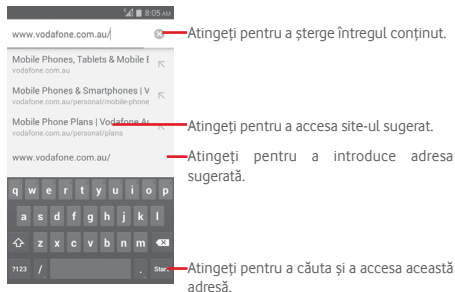 8:05 AM
www.vodafone.com.au/
Atingeți pentru a șterge întregul conținut.
Mobile Phones, Tablets & Mobile
vodafone.com.au
Mobile Phones & Smartphones | V
vodafone.com.au/personal/mobile-phone
Mobile Phone Plans | Vodafone Au
vodafone.com.au/personal/plans
Atingeți pentru a accesa site-ul sugerat.
www.vodafone.com.au/
Atingeți pentru a introduce adresa
sugerată.
q w e r t y u i o p
a s d f g h j k l
z x c v b n m
?123 / . Star
Atingeți pentru a căuta și a accesa această
adresă.